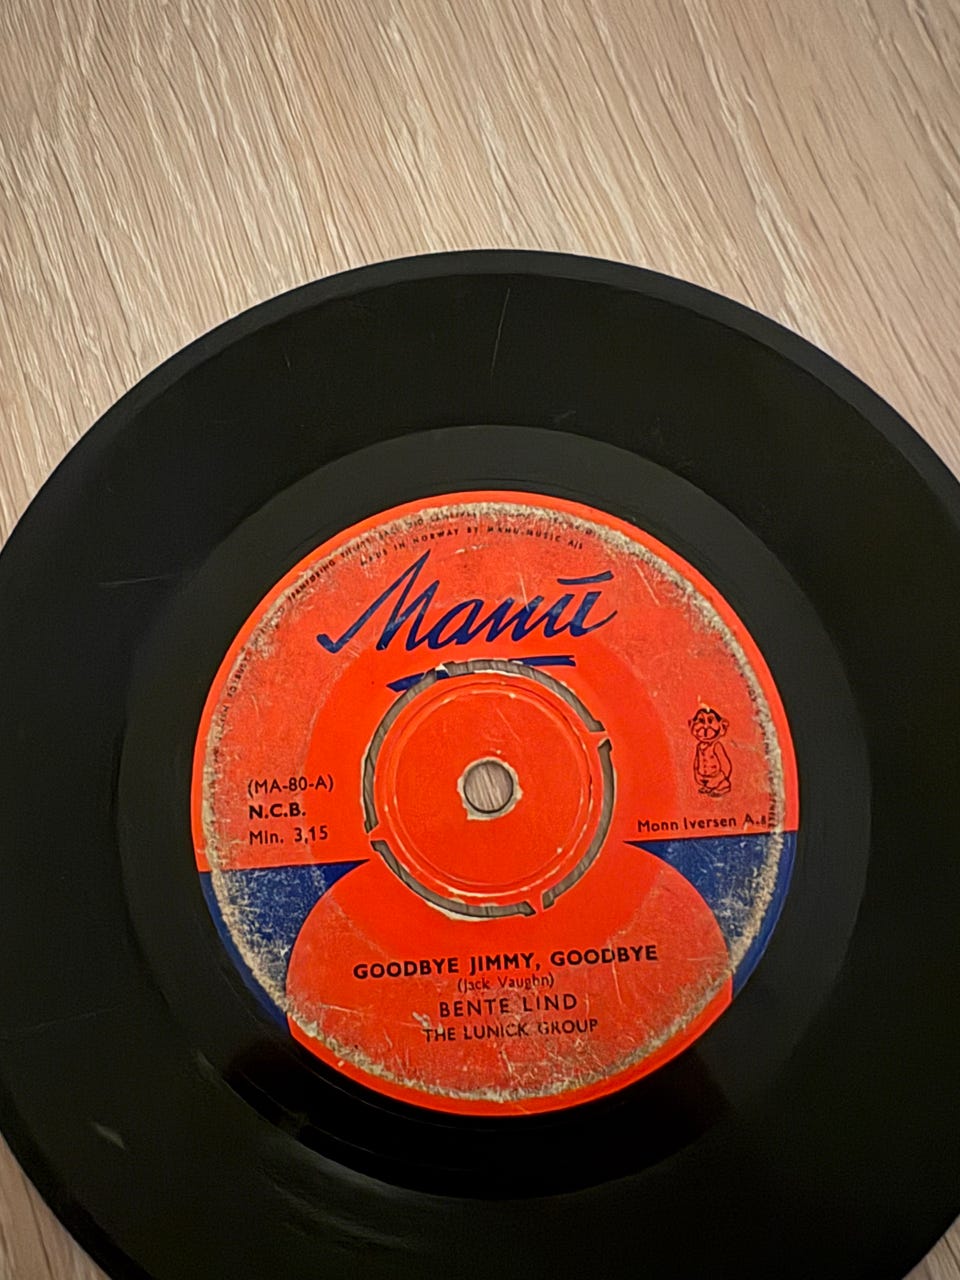 MADE IN NORWAY BY MANU-MUSIC A/S
Manū
(MA-80-A)
N.C.B.
Min. 3,15
Monn Iversen A.s
GOODBYE JIMMY, GOODBYE
(Jack Vaughn)
BENTE LIND
THE LUNICK GROUP